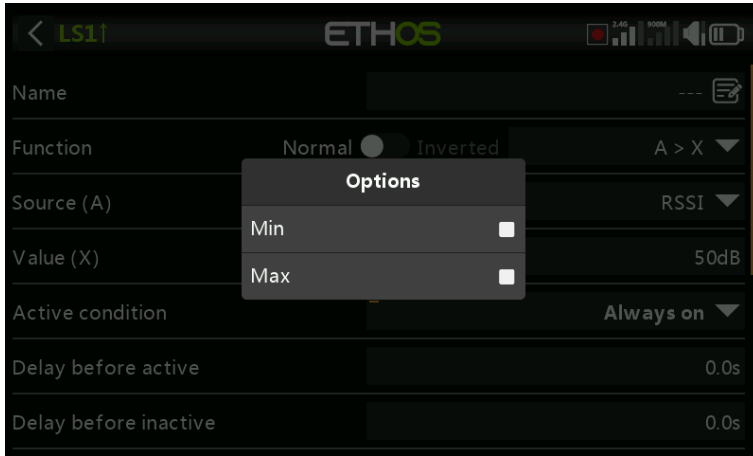 LS1↑ ETHOS 2.4G 900M
Name ---
Function Normal Inverted A > X
Options
Source (A) RSSI
Min
Value (X) 50dB
Max
Active condition Always on
Delay before active 0.0s
Delay before inactive 0.0s